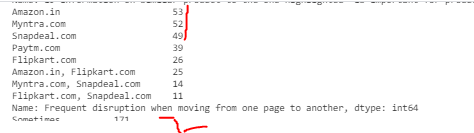 Amazon.in 53
Myntra.com 52
Snapdeal.com 49
Paytm.com 39
Flipkart.com 26
Amazon.in, Flipkart.com 25
Myntra.com, Snapdeal.com 14
Flipkart.com, Snapdeal.com 11
Name: Frequent disruption when moving from one page to another, dtype: int64
Sometimes 171